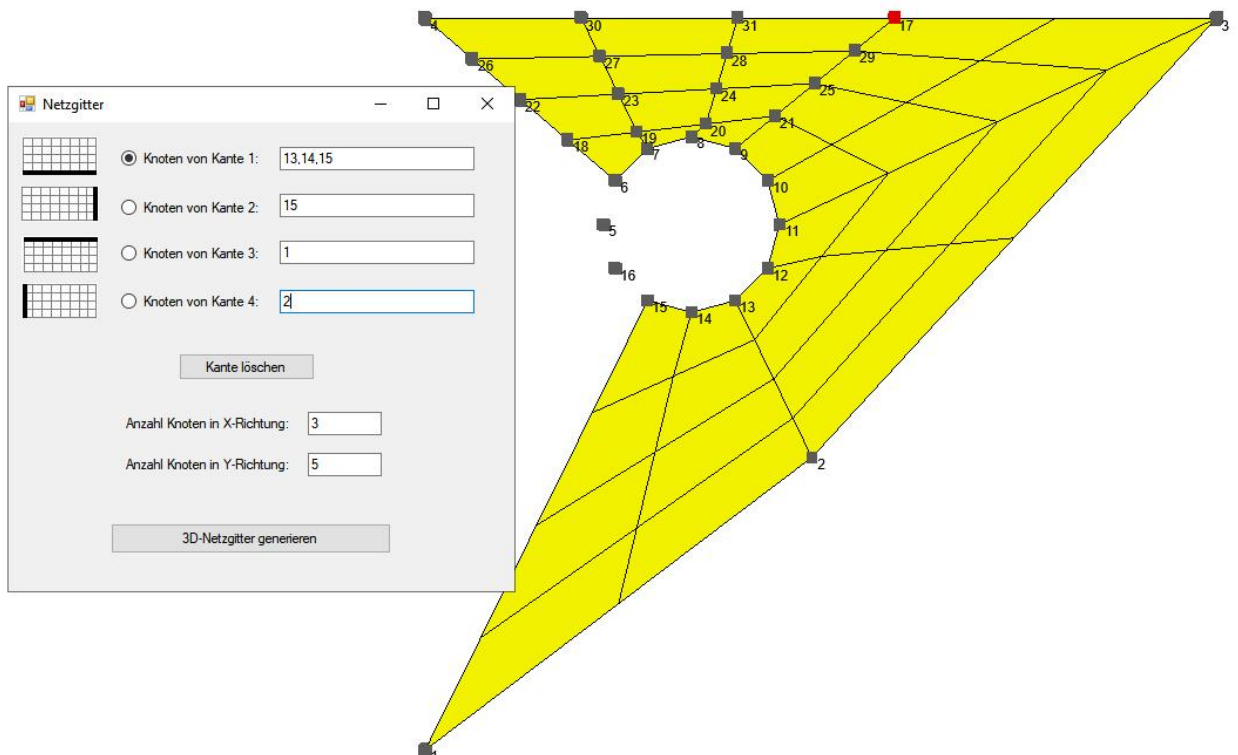 Netzgitter
Knoten von Kante 1: 13,14,15
Knoten von Kante 2: 15
Knoten von Kante 3: 1
Knoten von Kante 4: 2
Kante löschen
Anzahl Knoten in X-Richtung: 3
Anzahl Knoten in Y-Richtung: 5
3D-Netzgitter generieren
4 30 31 17 3
26 27 28 29
22 23 24 25
18 19 20 21
6 7 8 9
10
5 11
16 12
15 14 13
2
1